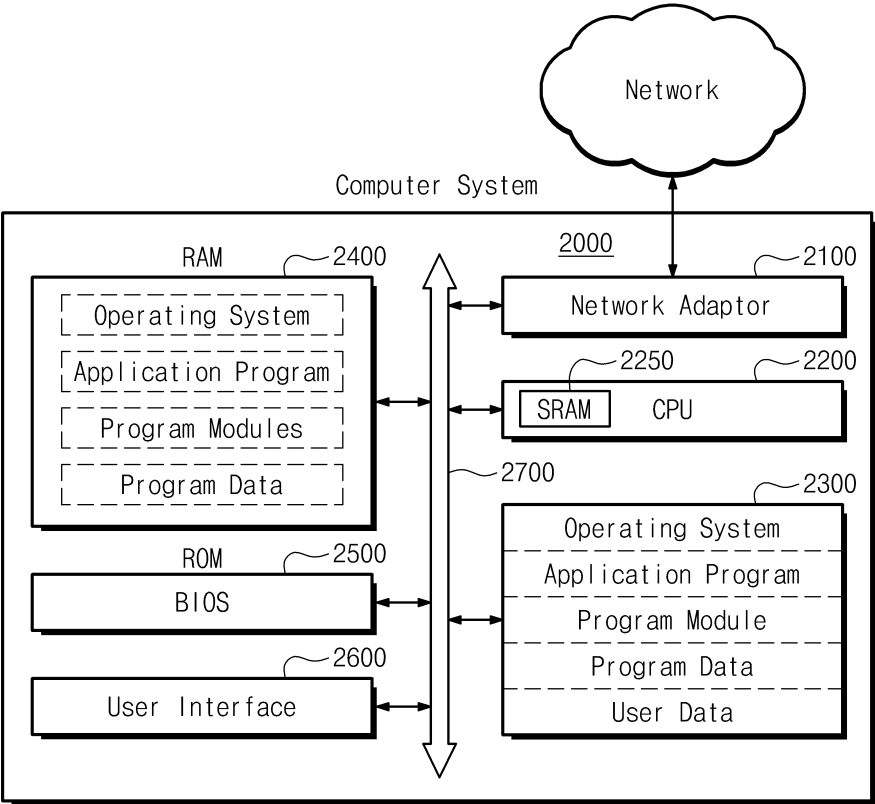 Network
Computer System
2000
RAM
2400
Operating System
Application Program
Program Modules
Program Data
ROM
2500
BIOS
2600
User Interface
2700
2100
Network Adaptor
2250
2200
SRAM
CPU
2300
Operating System
Application Program
Program Module
Program Data
User Data